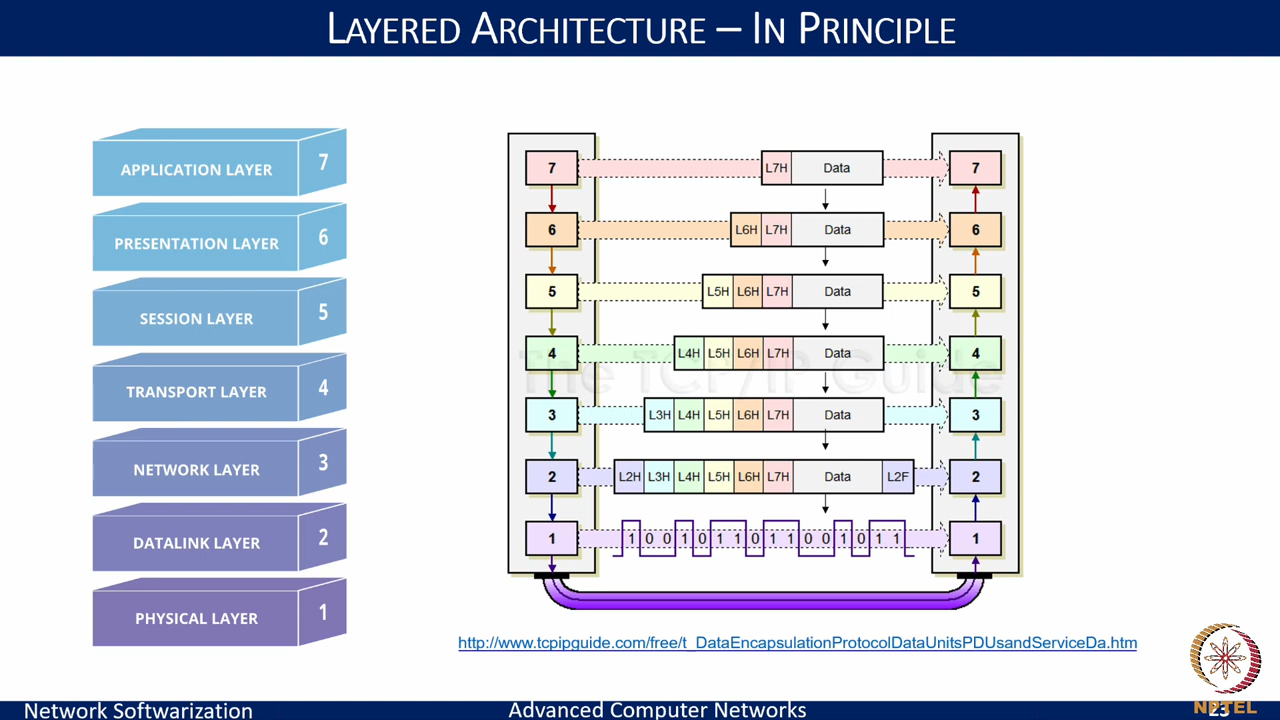 LAYERED ARCHITECTURE – IN PRINCIPLE
APPLICATION LAYER 7
PRESENTATION LAYER 6
SESSION LAYER 5
TRANSPORT LAYER 4
NETWORK LAYER 3
DATALINK LAYER 2
PHYSICAL LAYER 1
7 L7H Data 7
6 L6H L7H Data 6
5 L5H L6H L7H Data 5
4 L4H L5H L6H L7H Data 4
The TCP/IP Guide
3 L3H L4H L5H L6H L7H Data 3
2 L2H L3H L4H L5H L6H L7H Data L2F 2
1 1 0 0 1 0 1 1 0 1 1 0 0 1 0 1 1 1
http://www.tcpipguide.com/free/t_DataEncapsulationProtocolDataUnitsPDUsandServiceDa.htm
Network Softwarization
Advanced Computer Networks
23
NPTEL